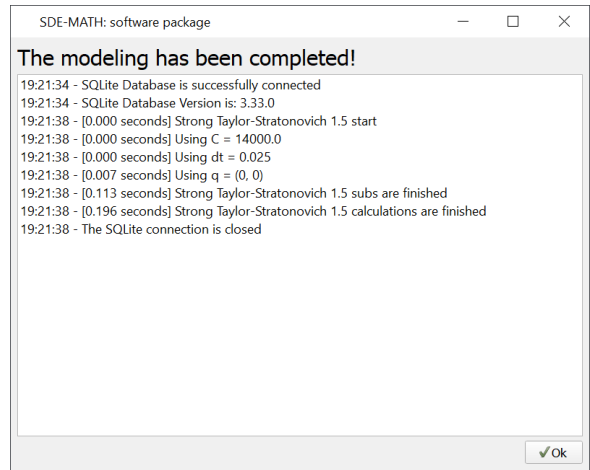 SDE-MATH: software package
The modeling has been completed!
19:21:34 - SQLite Database is successfully connected
19:21:34 - SQLite Database Version is: 3.33.0
19:21:38 - [0.000 seconds] Strong Taylor-Stratonovich 1.5 start
19:21:38 - [0.000 seconds] Using C = 14000.0
19:21:38 - [0.000 seconds] Using dt = 0.025
19:21:38 - [0.007 seconds] Using q = (0, 0)
19:21:38 - [0.113 seconds] Strong Taylor-Stratonovich 1.5 subs are finished
19:21:38 - [0.196 seconds] Strong Taylor-Stratonovich 1.5 calculations are finished
19:21:38 - The SQLite connection is closed
Ok